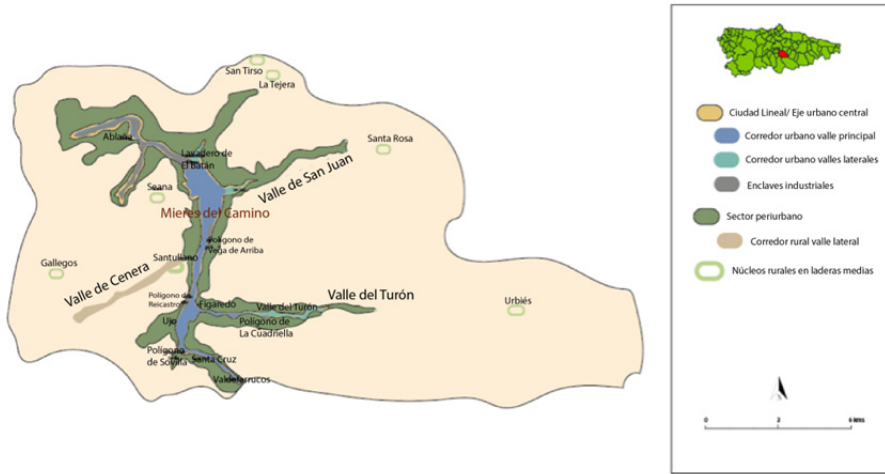 San Tirso
La Tejera
Ablaña
Lavadero de
El Batán
Santa Rosa
Valle de San Juan
Seana
Mieres del Camino
Polígono de
Vega de Arriba
Gallegos
Santuliano
Valle de Cenera
Polígono de
Reicastro
Figaredo
Valle del Turón
Valle del Turón
Urbiés
Ujo
Polígono de
La Cuadriella
Polígono
de Sovilla
Santa Cruz
Valdefarrucos
Ciudad Lineal/ Eje urbano central
Corredor urbano valle principal
Corredor urbano valles laterales
Enclaves industriales
Sector periurbano
Corredor rural valle lateral
Núcleos rurales en laderas medias
0 2 6 kms